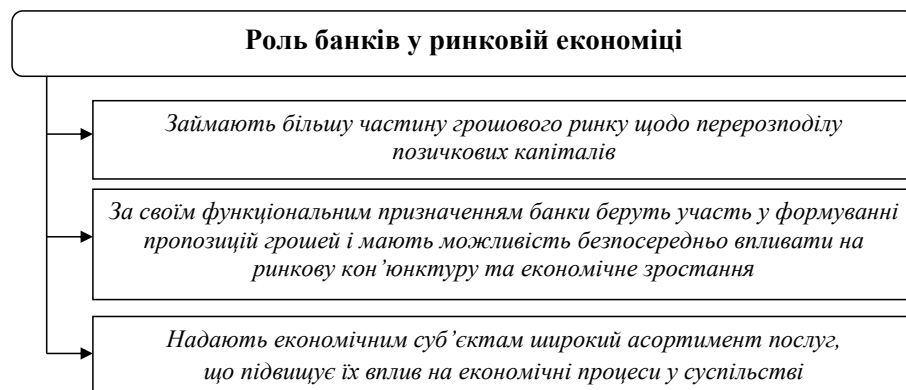 Роль банків у ринковій економіці
Займають більшу частину грошового ринку щодо перерозподілу
позичкових капіталів
За своїм функціональним призначенням банки беруть участь у формуванні
пропозицій грошей і мають можливість безпосередньо впливати на
ринкову кон’юнктуру та економічне зростання
Надають економічним суб’єктам широкий асортимент послуг,
що підвищує їх вплив на економічні процеси у суспільстві